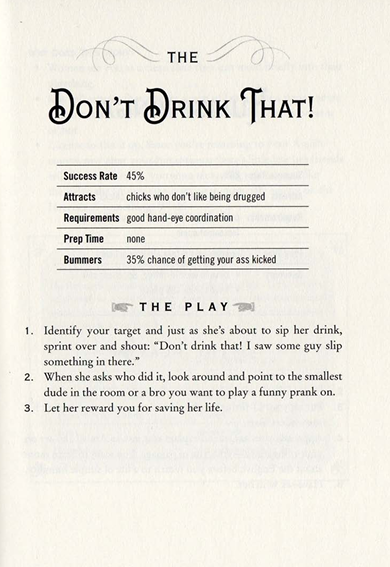 THE
DON'T DRINK THAT!
Success Rate 45%
Attracts chicks who don't like being drugged
Requirements good hand-eye coordination
Prep Time none
Bummers 35% chance of getting your ass kicked
THE PLAY
1. Identify your target and just as she's about to sip her drink,
sprint over and shout: "Don't drink that! I saw some guy slip
something in there."
2. When she asks who did it, look around and point to the smallest
dude in the room or a bro you want to play a funny prank on.
3. Let her reward you for saving her life.